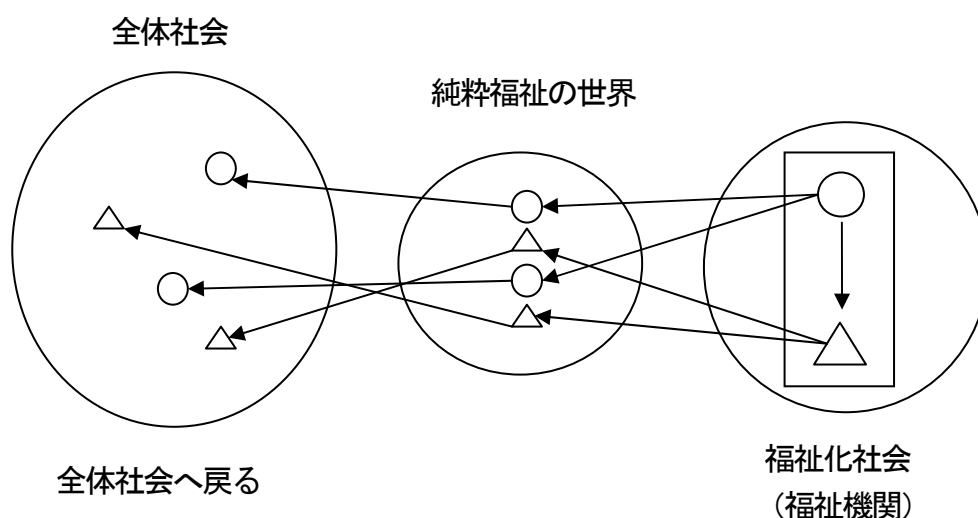 全体社会
純粋福祉の世界
全体社会へ戻る
福祉化社会
(福祉機関)